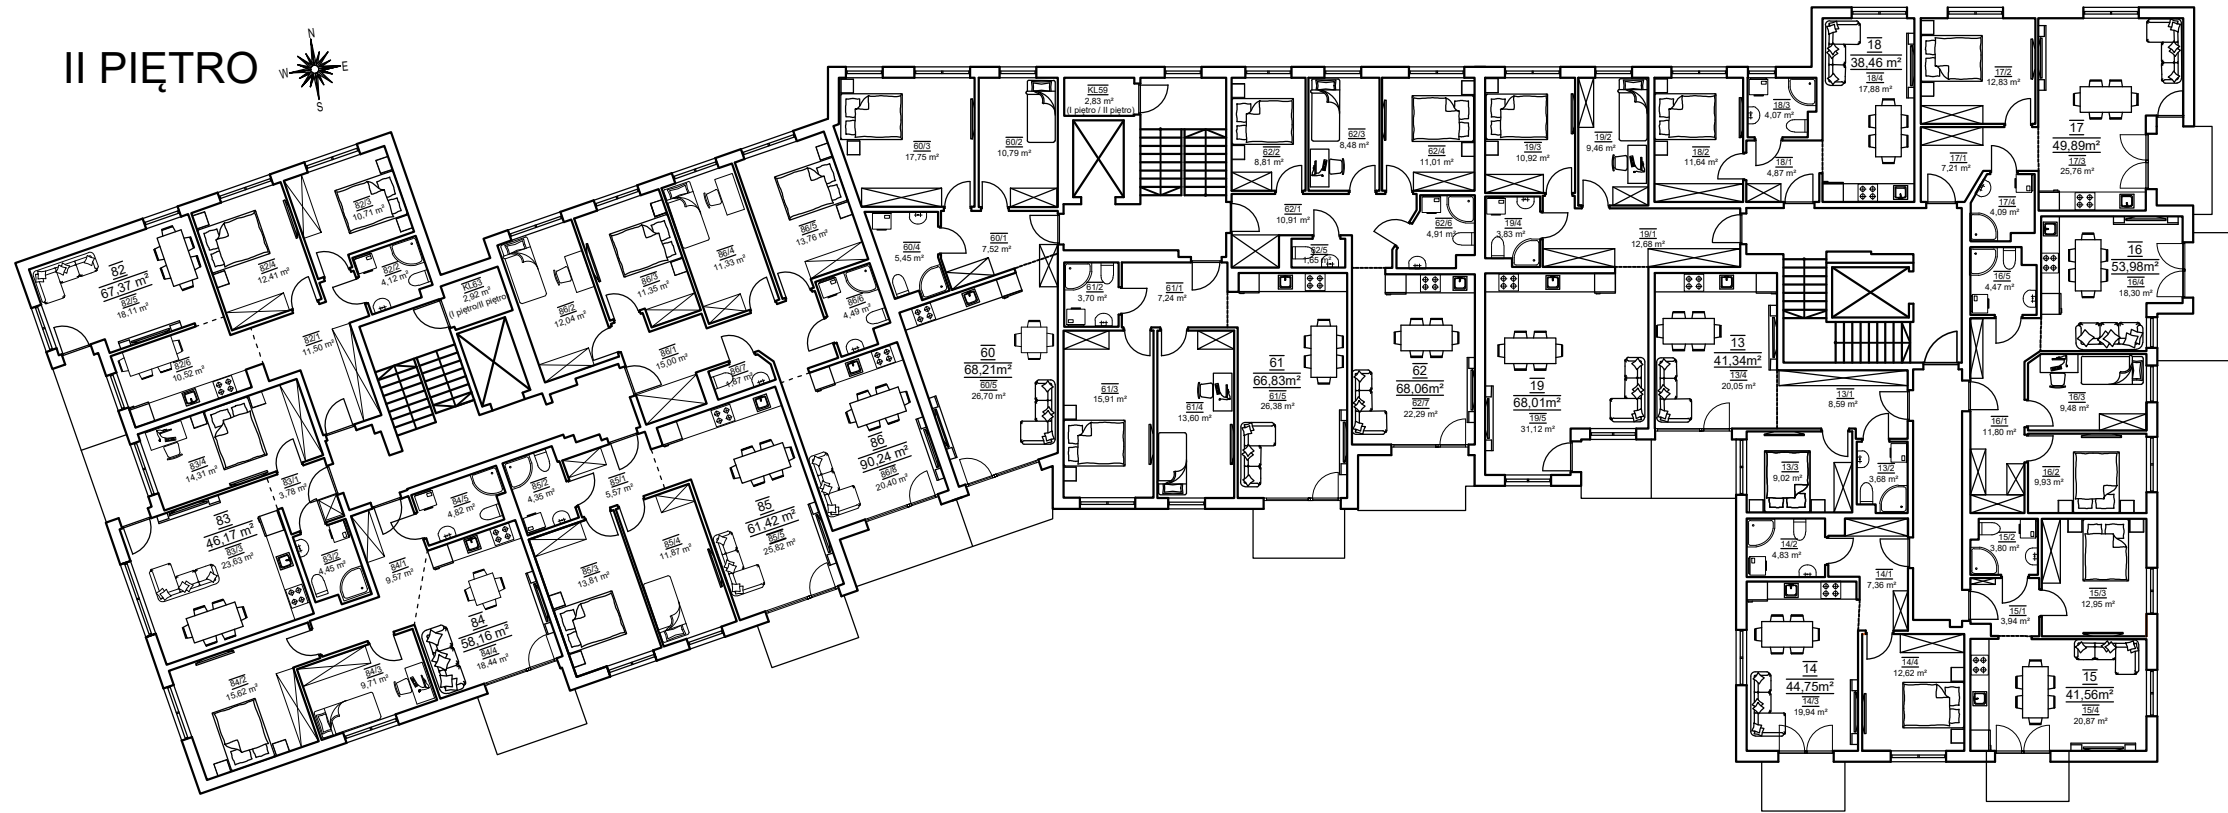 II PIĘTRO
N
W
E
S
82
67,37 m²
82/5
18,11 m²
82/4
12,41 m²
82/3
10,71 m²
82/2
4,12 m²
82/1
11,50 m²
82/6
10,52 m²
KL63
2,92 m²
(I piętro/II piętro)
83/4
14,31 m²
83/1
3,78 m²
83
46,17 m²
83/3
23,63 m²
83/2
4,45 m²
84/1
9,57 m²
84/5
4,82 m²
84
58,16 m²
84/4
18,44 m²
84/2
15,62 m²
84/3
9,71 m²
85/2
4,35 m²
85/1
5,57 m²
85/3
13,81 m²
85/4
11,87 m²
85
61,42 m²
85/5
25,82 m²
86/2
12,04 m²
86/3
11,35 m²
86/4
11,33 m²
86/5
13,76 m²
86/6
4,49 m²
86/1
15,00 m²
86/7
1,87 m²
86
90,24 m²
86/8
20,40 m²
60/3
17,75 m²
60/2
10,79 m²
60/4
5,45 m²
60/1
7,52 m²
60
68,21m²
60/5
26,70 m²
KL59
2,83 m²
(I piętro / II piętro)
61/2
3,70 m²
61/1
7,24 m²
61/3
15,91 m²
61/4
13,60 m²
61
66,83m²
61/5
26,38 m²
62/2
8,81 m²
62/3
8,48 m²
62/4
11,01 m²
62/1
10,91 m²
62/5
1,65 m²
62/6
4,91 m²
62
68,06m²
62/7
22,29 m²
19/3
10,92 m²
19/2
9,46 m²
19/4
3,83 m²
19/1
12,68 m²
19
68,01m²
19/5
31,12 m²
18/2
11,64 m²
18/3
4,07 m²
18/1
4,87 m²
18
38,46 m²
18/4
17,88 m²
17/2
12,83 m²
17/1
7,21 m²
17
49,89m²
17/3
25,76 m²
17/4
4,09 m²
16
53,98m²
16/4
18,30 m²
16/5
4,47 m²
16/3
9,48 m²
16/1
11,80 m²
16/2
9,93 m²
13
41,34m²
13/4
20,05 m²
13/1
8,59 m²
13/3
9,02 m²
13/2
3,68 m²
14/2
4,83 m²
14/1
7,36 m²
14
44,75m²
14/3
19,94 m²
14/4
12,62 m²
15/2
3,80 m²
15/3
12,95 m²
15/1
3,94 m²
15
41,56m²
15/4
20,87 m²